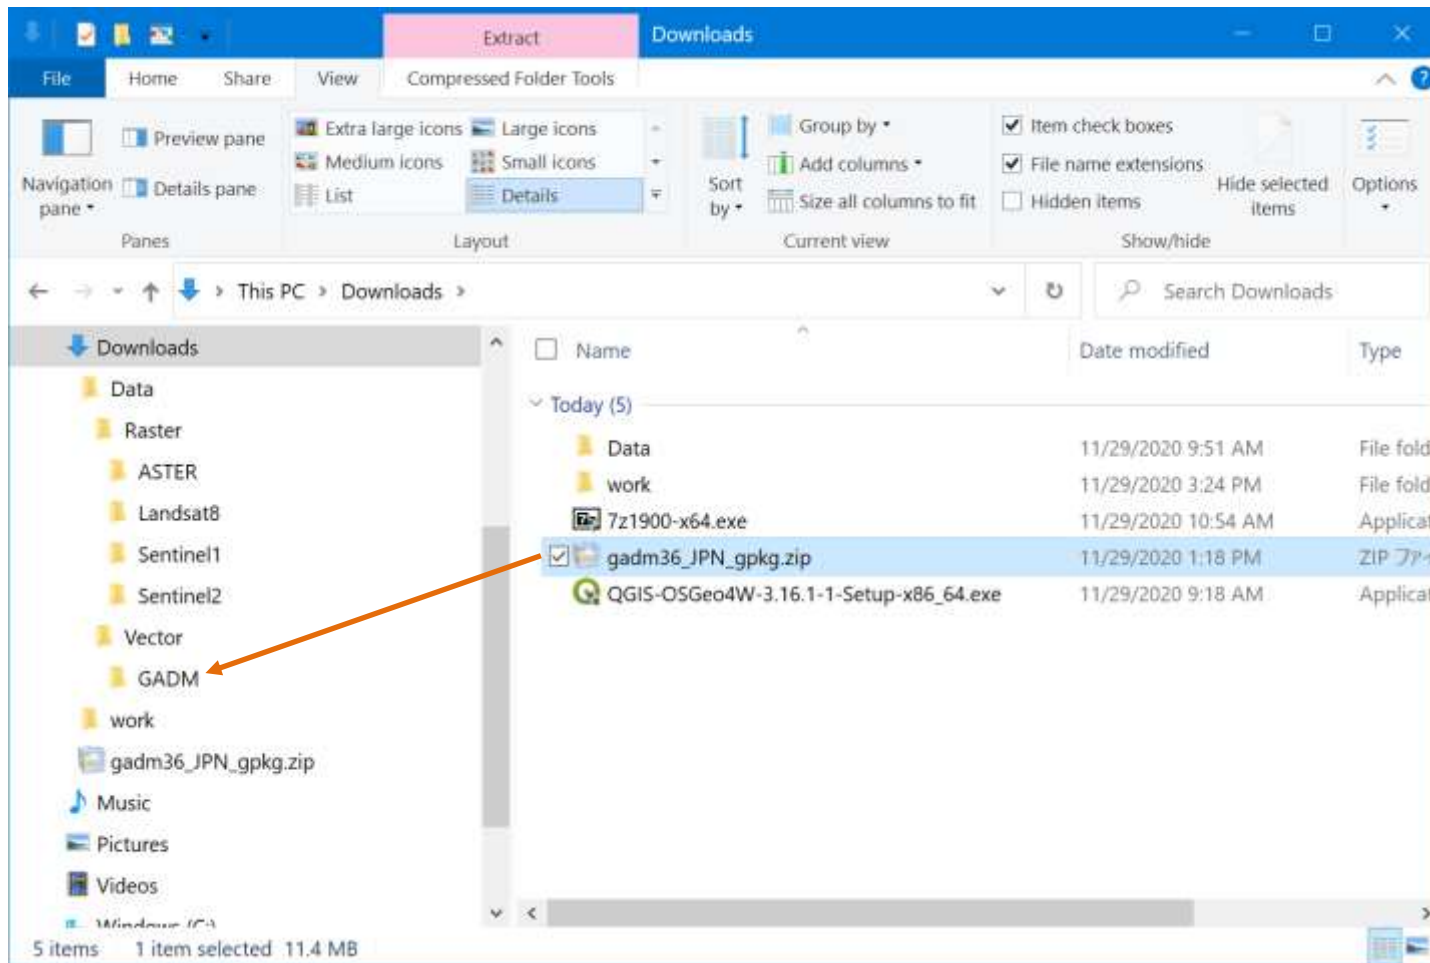 Extract
Downloads
File
Home
Share
View
Compressed Folder Tools
Navigation pane
Preview pane
Details pane
Panes
Extra large icons
Large icons
Medium icons
Small icons
List
Details
Layout
Sort by
Group by
Add columns
Size all columns to fit
Current view
Item check boxes
File name extensions
Hidden items
Hide selected items
Show/hide
Options
This PC > Downloads >
Search Downloads
Downloads
Data
Raster
ASTER
Landsat8
Sentinel1
Sentinel2
Vector
GADM
work
gadm36_JPN_gpkg.zip
Music
Pictures
Videos
Windows (C:)
Name
Date modified
Type
Today (5)
Data 11/29/2020 9:51 AM File fold
work 11/29/2020 3:24 PM File fold
7z1900-x64.exe 11/29/2020 10:54 AM Applicat
gadm36_JPN_gpkg.zip 11/29/2020 1:18 PM ZIP ファイ
QGIS-OSGeo4W-3.16.1-1-Setup-x86_64.exe 11/29/2020 9:18 AM Applicat
5 items 1 item selected 11.4 MB